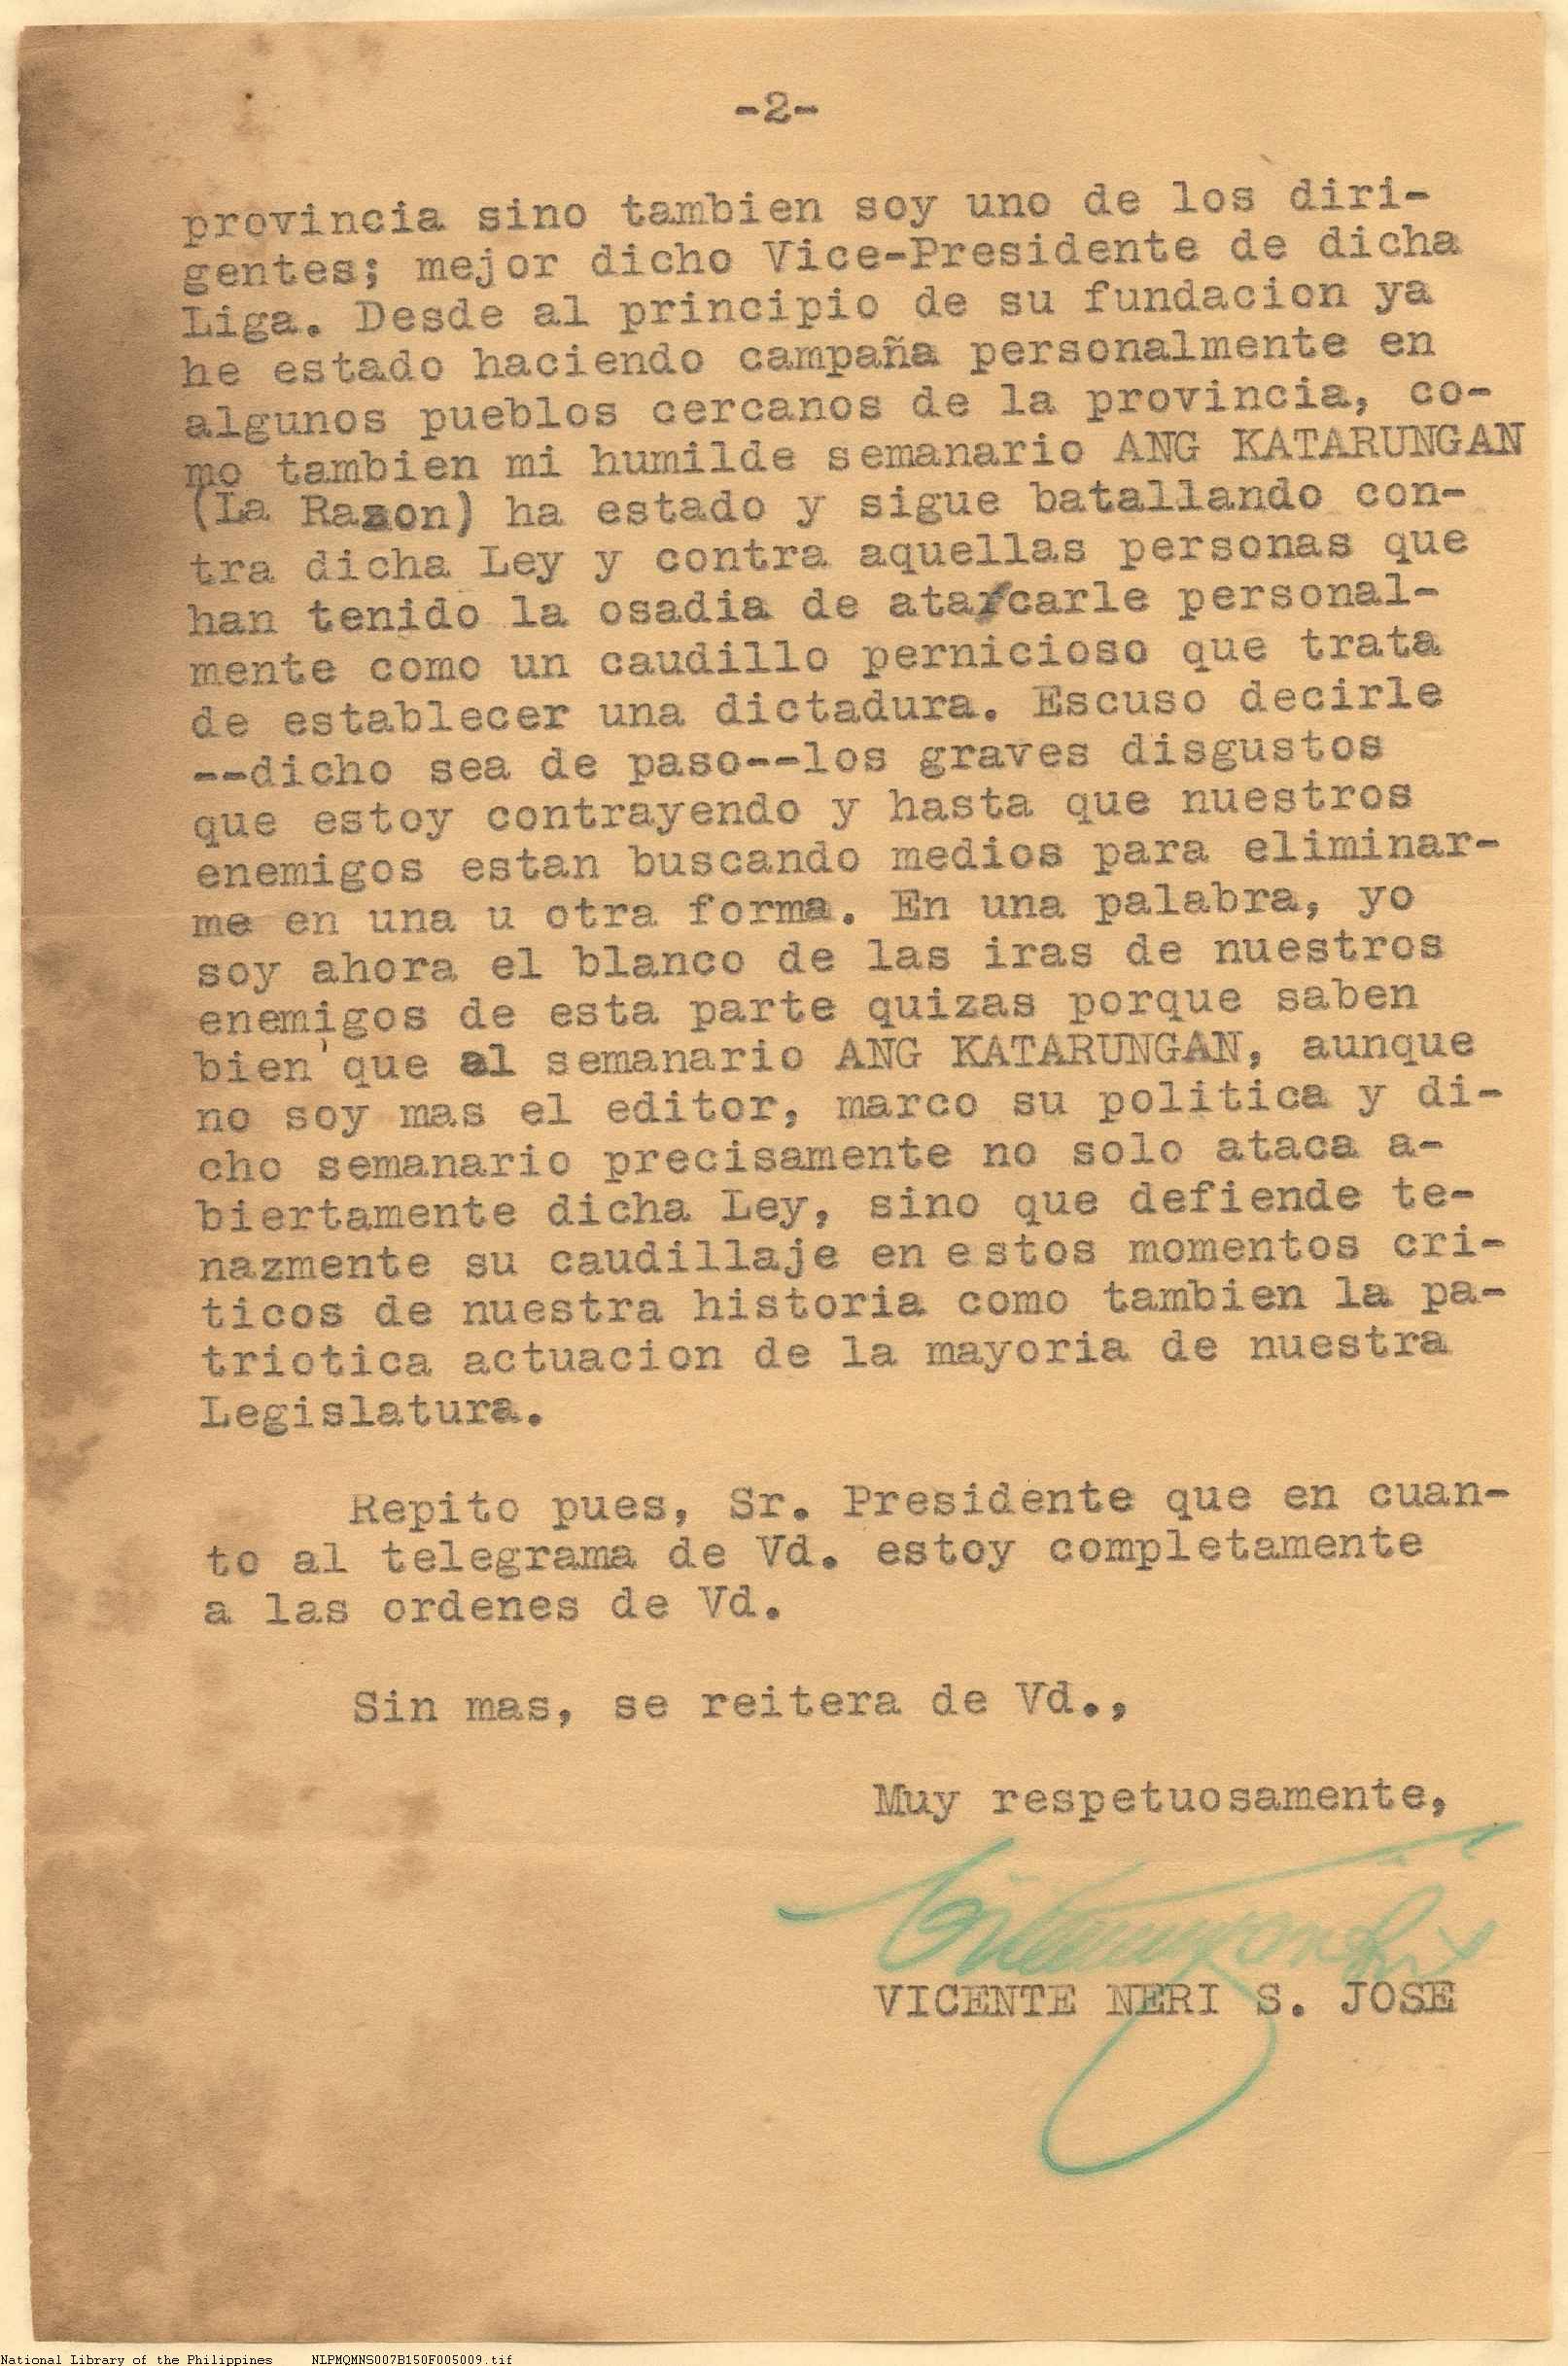 -2-
provincia sino tambien soy uno de los diri-
gentes; mejor dicho Vice-Presidente de dicha
Liga. Desde al principio de su fundacion ya
he estado haciendo campaña personalmente en
algunos pueblos cercanos de la provincia, co-
mo tambien mi humilde semanario ANG KATARUNGAN
(La Razon) ha estado y sigue batallando con-
tra dicha Ley y contra aquellas personas que
han tenido la osadia de atacarle personal-
mente como un caudillo pernicioso que trata
de establecer una dictadura. Escuso decirle
--dicho sea de paso--los graves disgustos
que estoy contrayendo y hasta que nuestros
enemigos estan buscando medios para eliminar-
me en una u otra forma. En una palabra, yo
soy ahora el blanco de las iras de nuestros
enemigos de esta parte quizas porque saben
bien que al semanario ANG KATARUNGAN, aunque
no soy mas el editor, marco su politica y di-
cho semanario precisamente no solo ataca a-
biertamente dicha Ley, sino que defiende te-
nazmente su caudillaje en estos momentos cri-
ticos de nuestra historia como tambien la pa-
triotica actuacion de la mayoria de nuestra
Legislatura.
Repito pues, Sr. Presidente que en cuan-
to al telegrama de Vd. estoy completamente
a las ordenes de Vd.
Sin mas, se reitera de Vd.,
Muy respetuosamente,
VICENTE NERI S. JOSE
National Library of the Philippines NLPMQMNS007B150F005009.tif